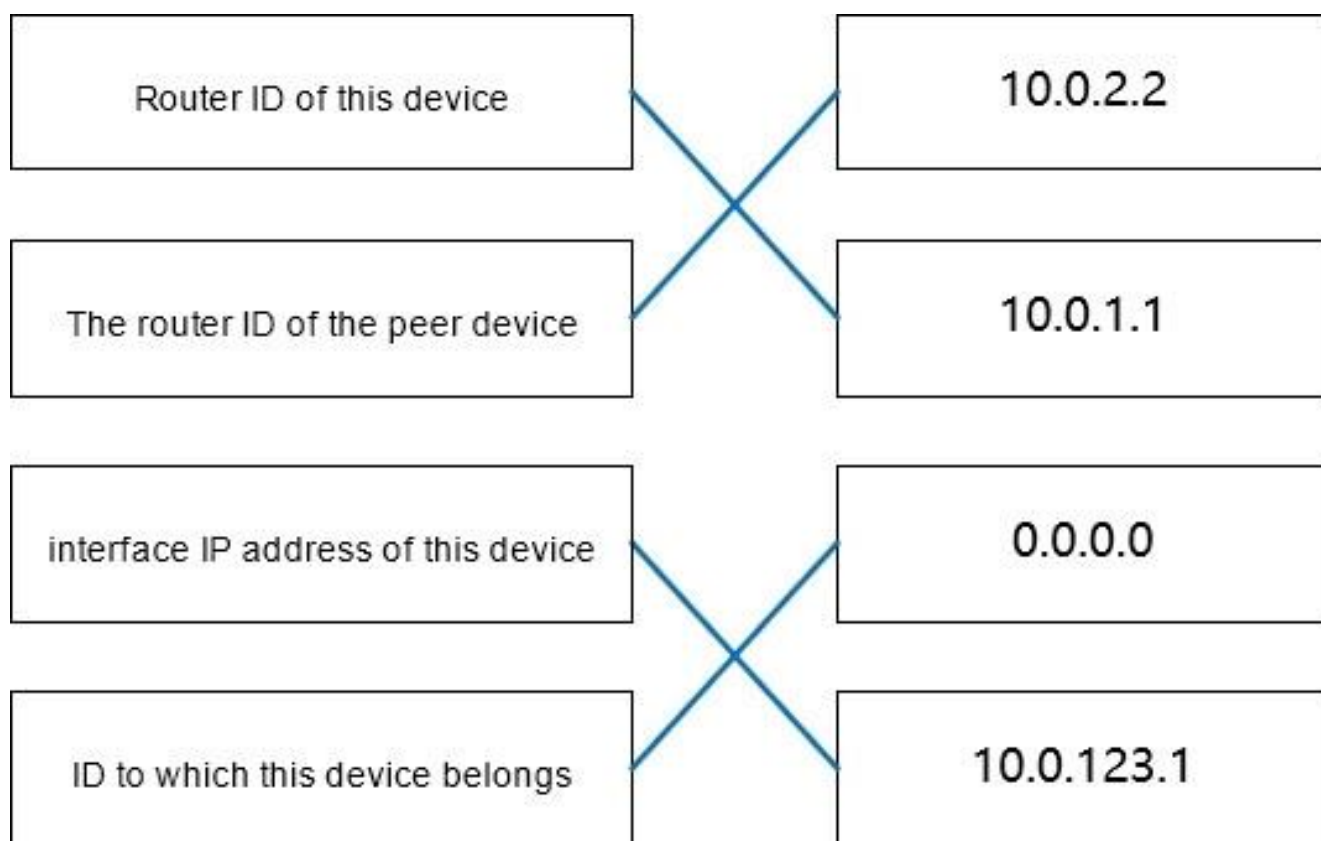 Router ID of this device
10.0.2.2
The router ID of the peer device
10.0.1.1
interface IP address of this device
0.0.0.0
ID to which this device belongs
10.0.123.1